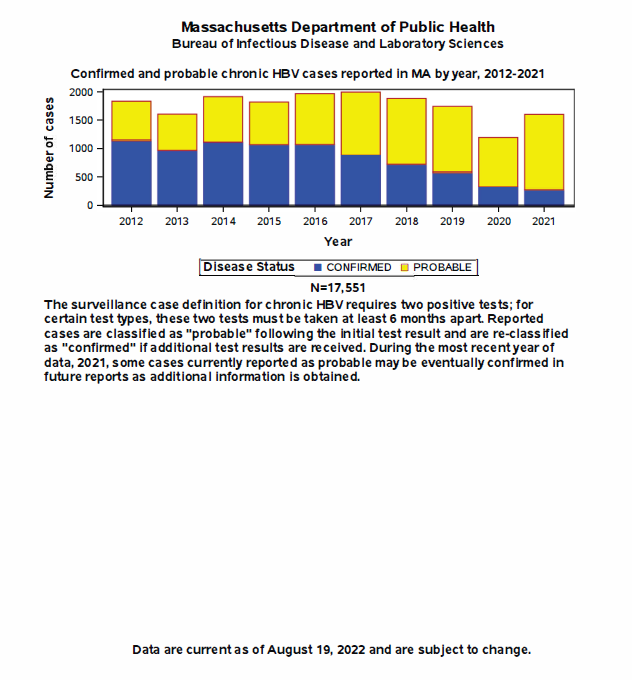 Massachusetts Department of Public Health
Bureau of Infectious Disease and Laboratory Sciences
Confirmed and probable chronic HBV cases reported in MA by year, 2012-2021
Number of cases
2000
1500
1000
500
0
2012 2013 2014 2015 2016 2017 2018 2019 2020 2021
Year
Disease Status CONFIRMED PROBABLE
N=17,551
The surveillance case definition for chronic HBV requires two positive tests; for
certain test types, these two tests must be taken at least 6 months apart. Reported
cases are classified as "probable" following the initial test result and are re-classified
as "confirmed" if additional test results are received. During the most recent year of
data, 2021, some cases currently reported as probable may be eventually confirmed in
future reports as additional information is obtained.
Data are current as of August 19, 2022 and are subject to change.